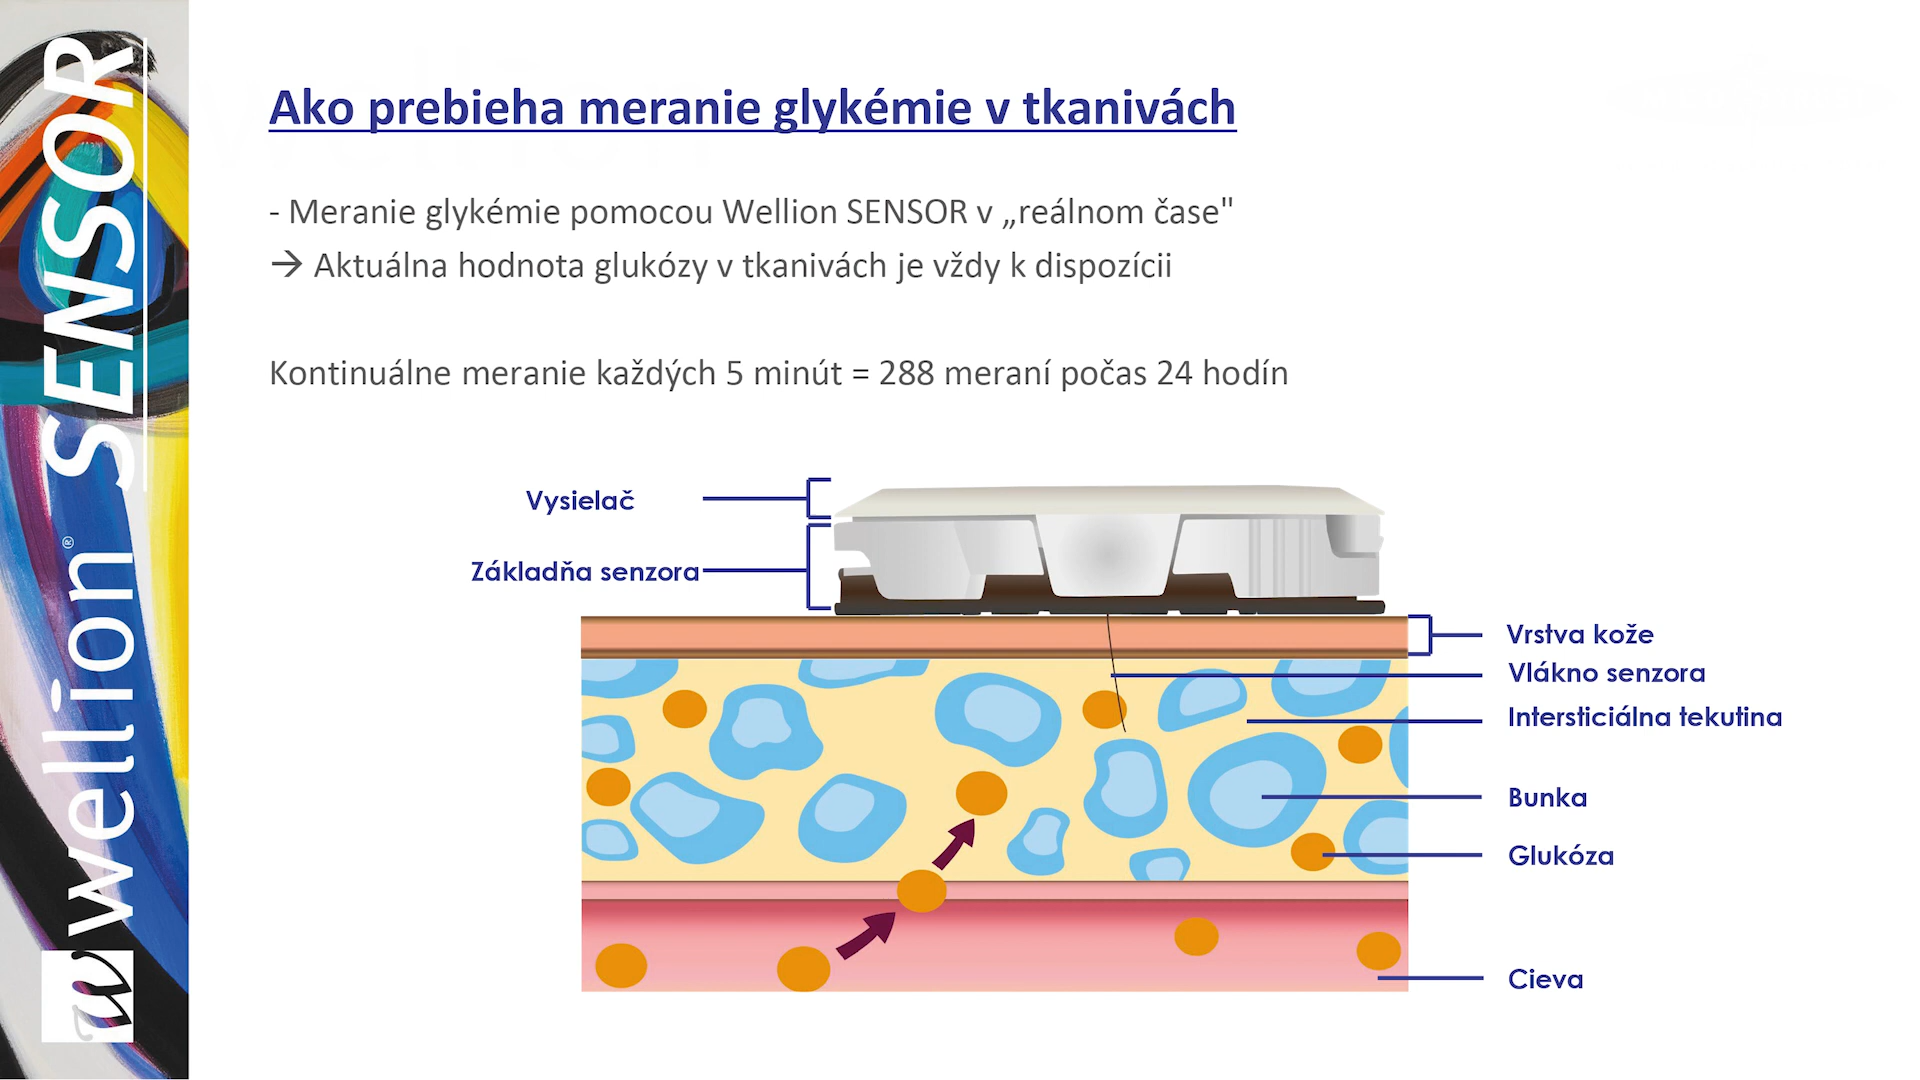 wellion® SENSOR
Ako prebieha meranie glykémie v tkanivách
- Meranie glykémie pomocou Wellion SENSOR v „reálnom čase"
→ Aktuálna hodnota glukózy v tkanivách je vždy k dispozícii
Kontinuálne meranie každých 5 minút = 288 meraní počas 24 hodín
Vysielač
Základňa senzora
Vrstva kože
Vlákno senzora
Intersticiálna tekutina
Bunka
Glukóza
Cieva